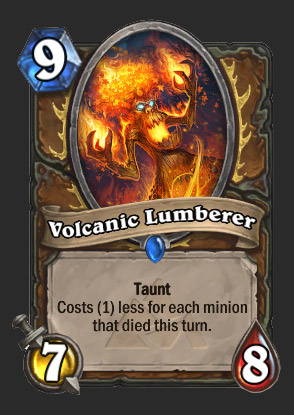 9
Volcanic Lumberer
Taunt
Costs (1) less for each minion
that died this turn.
7
8